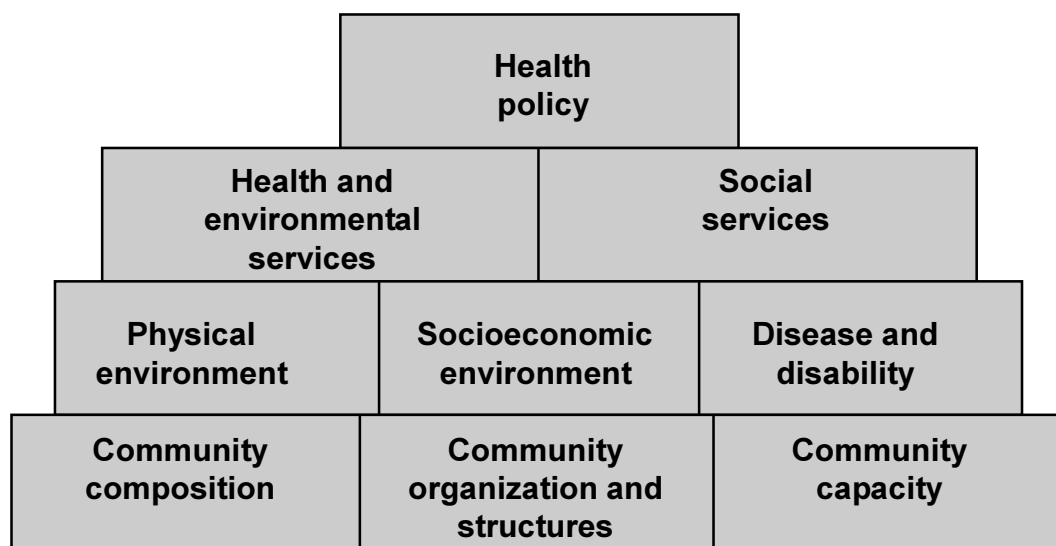 Health
policy
Health and
environmental
services
Social
services
Physical
environment
Socioeconomic
environment
Disease and
disability
Community
composition
Community
organization and
structures
Community
capacity